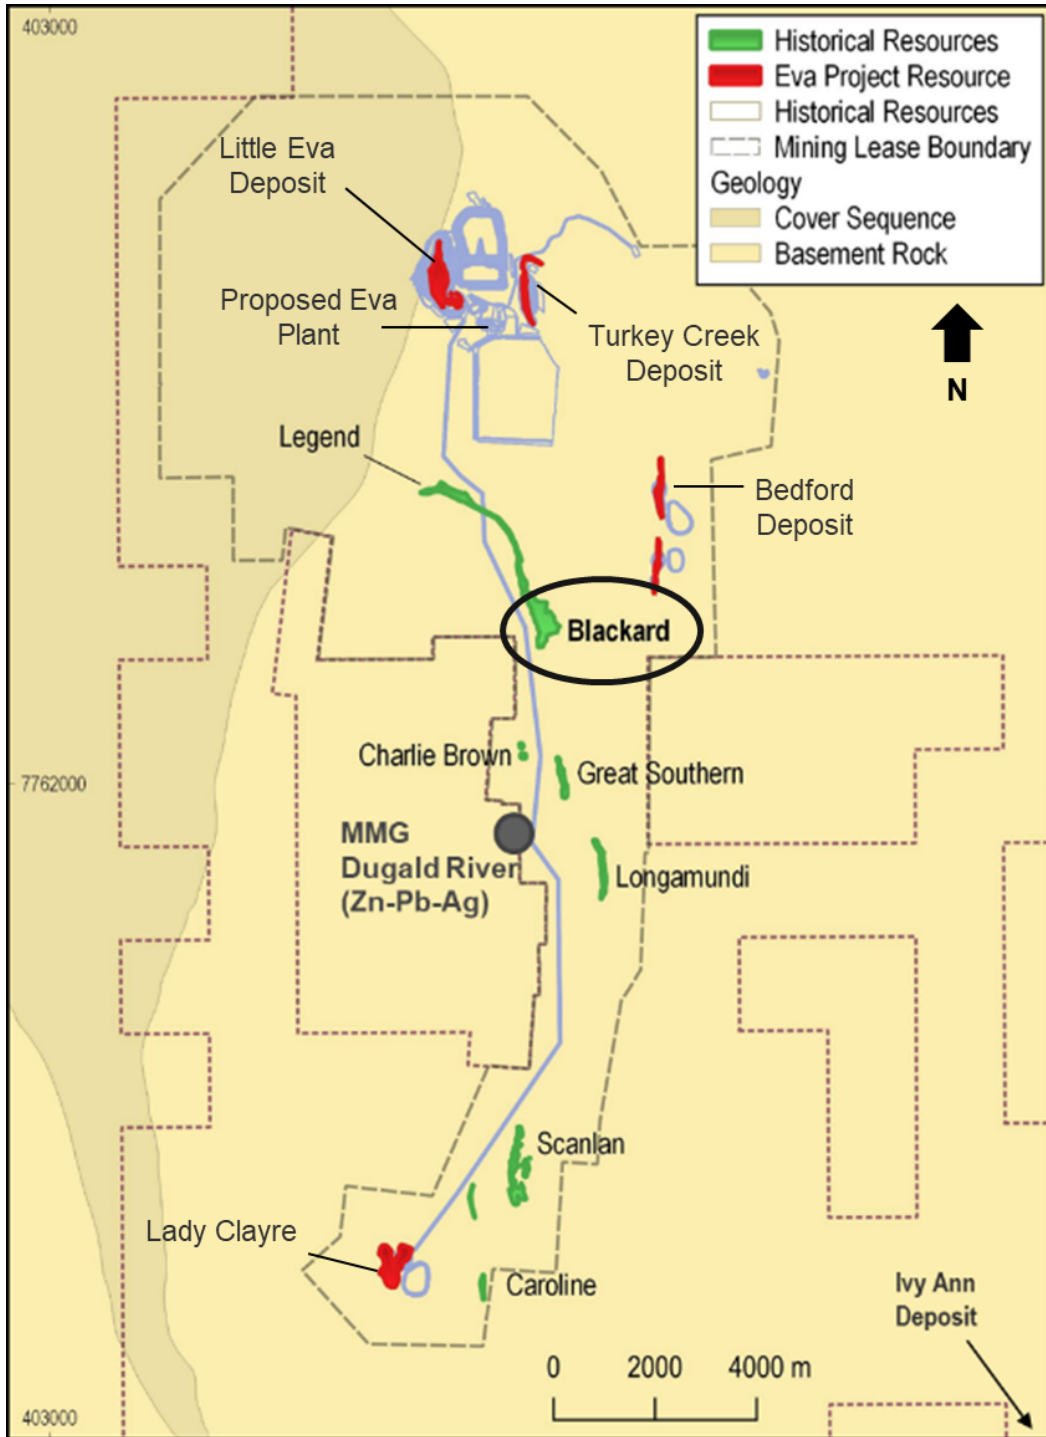 403000
Historical Resources
Eva Project Resource
Historical Resources
Mining Lease Boundary
Geology
Cover Sequence
Basement Rock
N
Little Eva
Deposit
Proposed Eva
Plant
Turkey Creek
Deposit
Legend
Bedford
Deposit
Blackard
Charlie Brown
Great Southern
7762000
MMG
Dugald River
(Zn-Pb-Ag)
Longamundi
Scanlan
Lady Clayre
Caroline
Ivy Ann
Deposit
0 2000 4000 m
403000